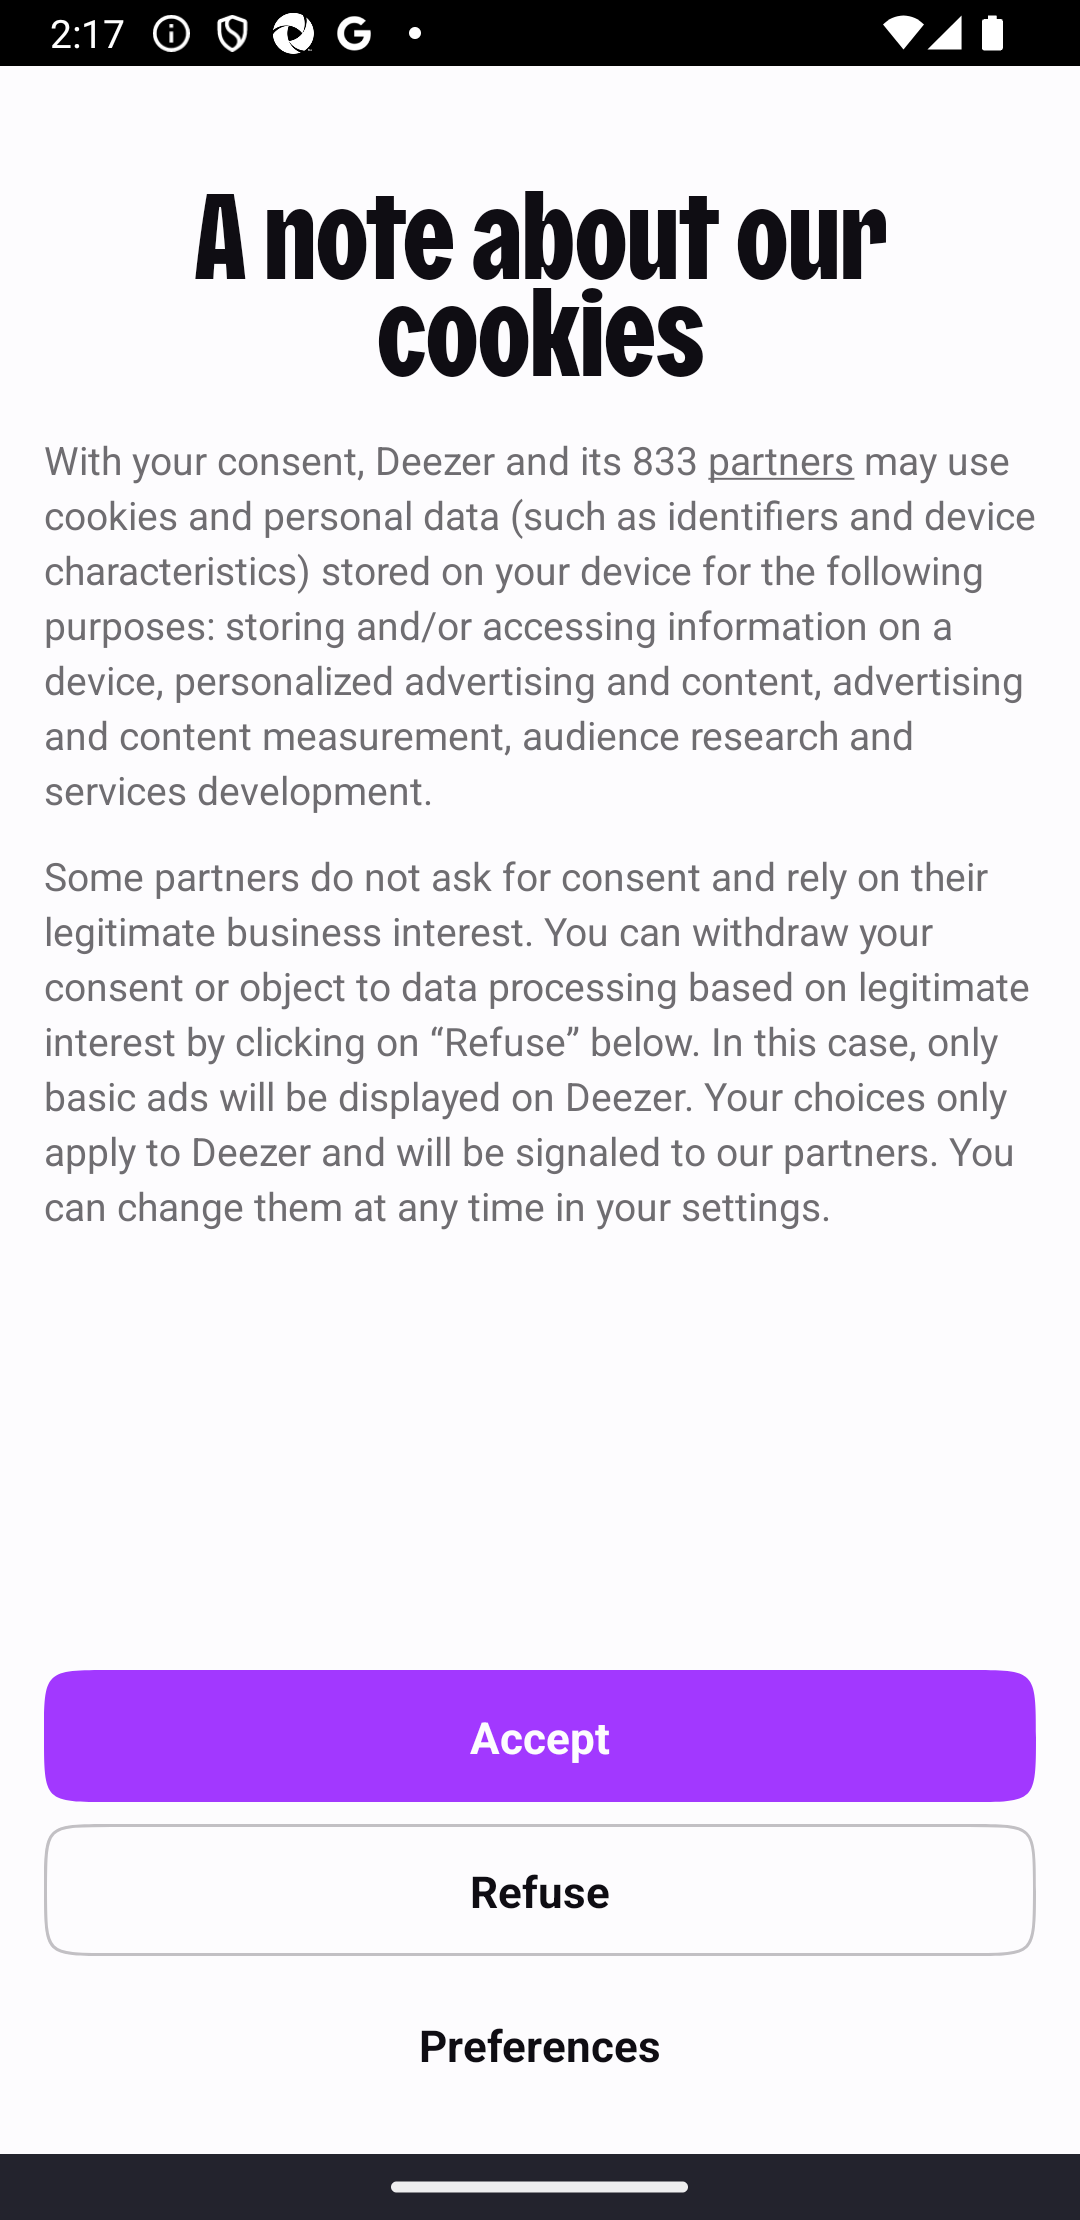 2:17
A note about our
cookies
With your consent, Deezer and its 833 partners may use
cookies and personal data (such as identifiers and device
characteristics) stored on your device for the following
purposes: storing and/or accessing information on a
device, personalized advertising and content, advertising
and content measurement, audience research and
services development.
Some partners do not ask for consent and rely on their
legitimate business interest. You can withdraw your
consent or object to data processing based on legitimate
interest by clicking on “Refuse” below. In this case, only
basic ads will be displayed on Deezer. Your choices only
apply to Deezer and will be signaled to our partners. You
can change them at any time in your settings.
Accept
Refuse
Preferences